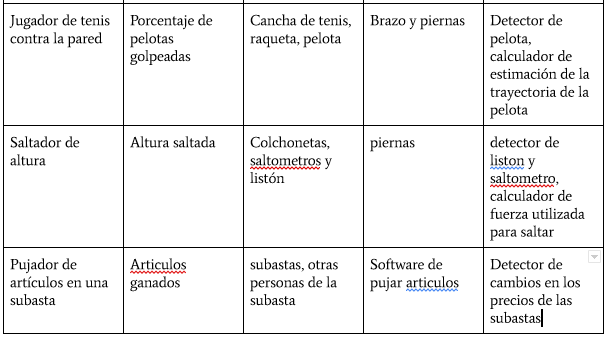 Jugador de tenis
contra la pared
Porcentaje de
pelotas
golpeadas
Cancha de tenis,
raqueta, pelota
Brazo y piernas
Detector de
pelota,
calculador de
estimación de la
trayectoria de la
pelota
Saltador de
altura
Altura saltada
Colchonetas,
saltometros y
listón
piernas
detector de
liston y
saltometro,
calculador de
fuerza utilizada
para saltar
Pujador de
artículos en una
subasta
Articulos
ganados
subastas, otras
personas de la
subasta
Software de
pujar articulos
Detector de
cambios en los
precios de las
subastas